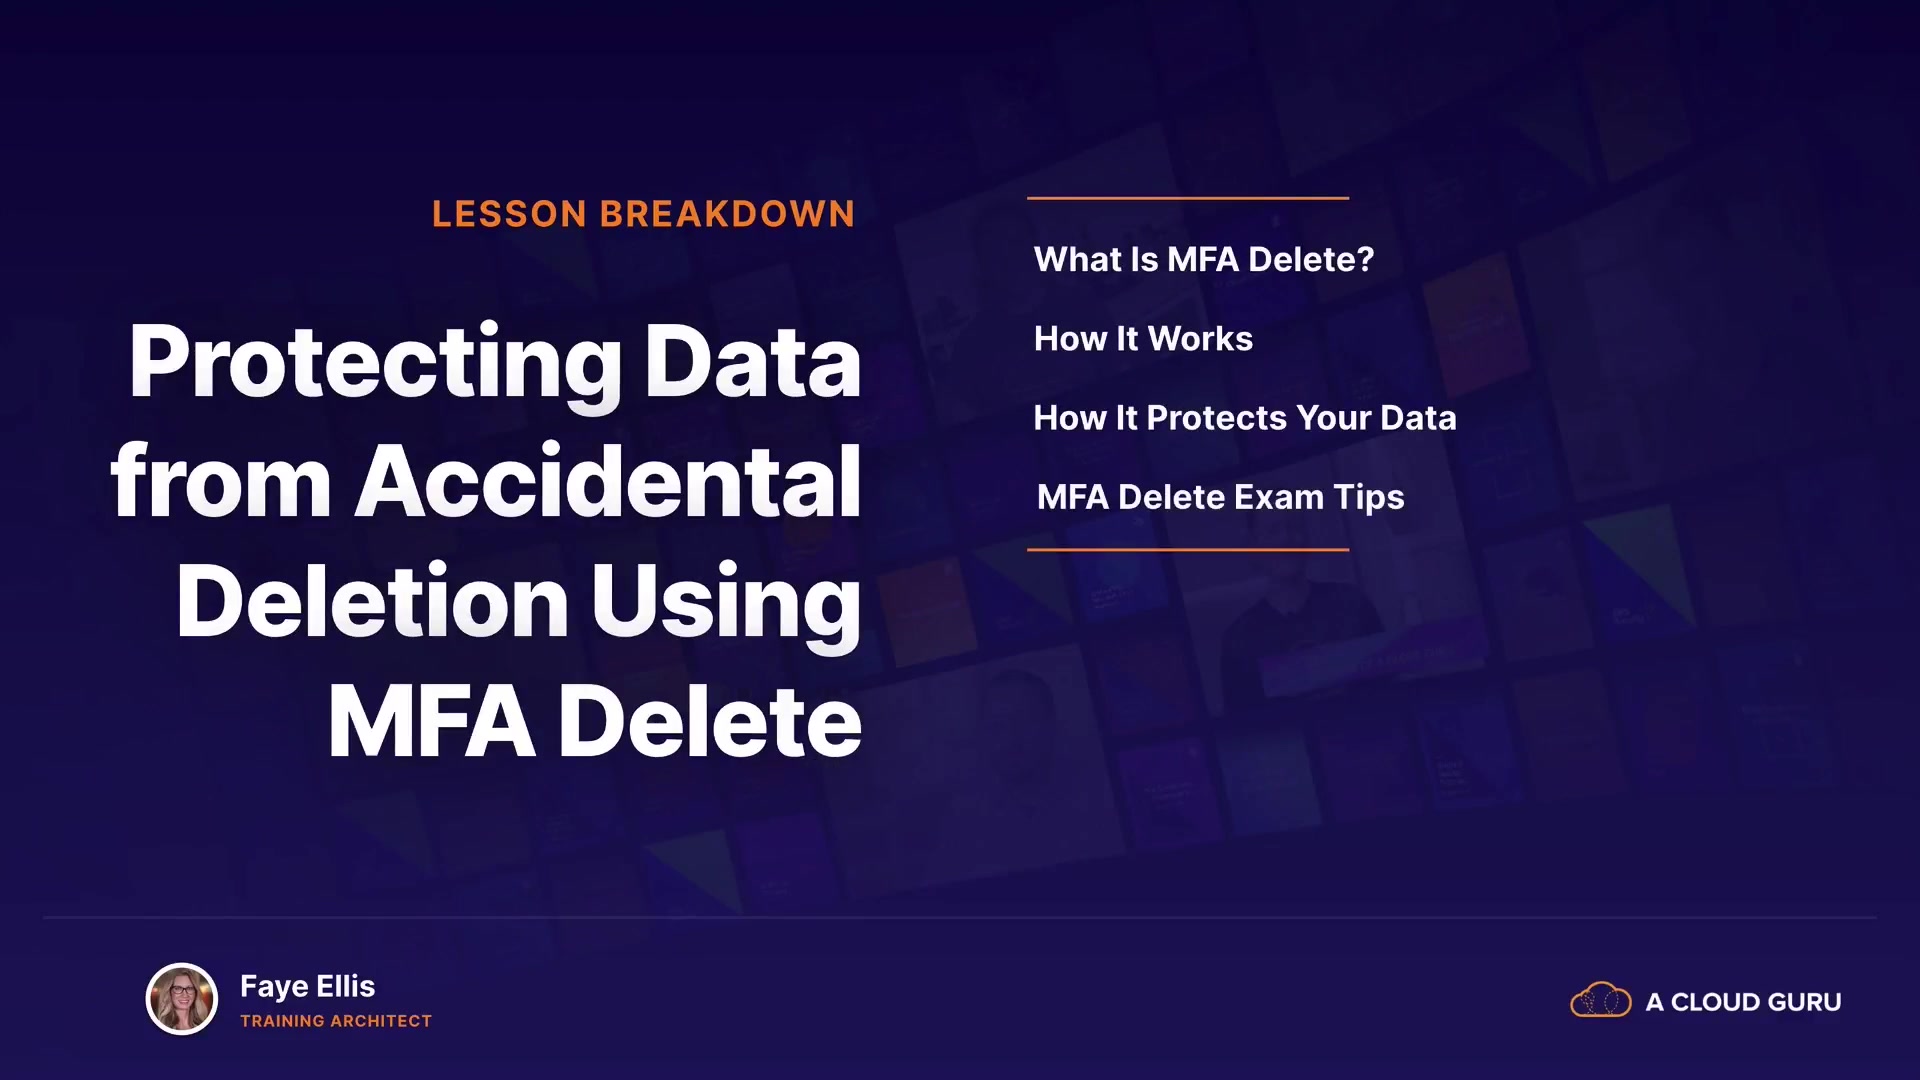 LESSON BREAKDOWN
Protecting Data
from Accidental
Deletion Using
MFA Delete
What Is MFA Delete?
How It Works
How It Protects Your Data
MFA Delete Exam Tips
Faye Ellis
TRAINING ARCHITECT
A CLOUD GURU